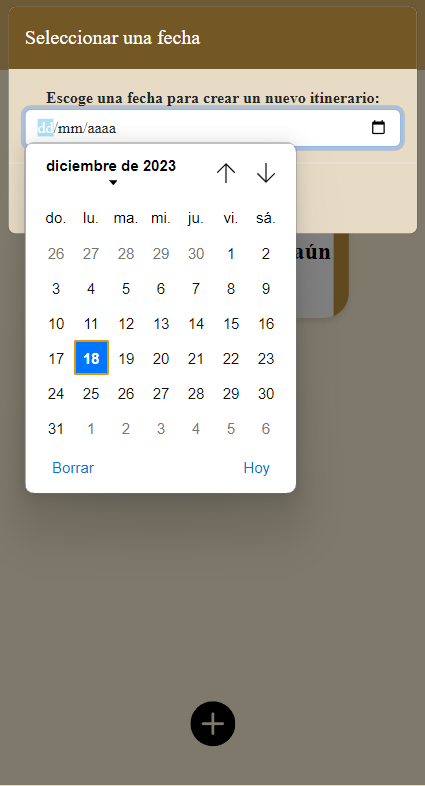 Seleccionar una fecha
Escoge una fecha para crear un nuevo itinerario:
dd/mm/aaaa
diciembre de 2023
do. lu. ma. mi. ju. vi. sá.
26 27 28 29 30 1 2
3 4 5 6 7 8 9
10 11 12 13 14 15 16
17 18 19 20 21 22 23
24 25 26 27 28 29 30
31 1 2 3 4 5 6
Borrar Hoy
aún